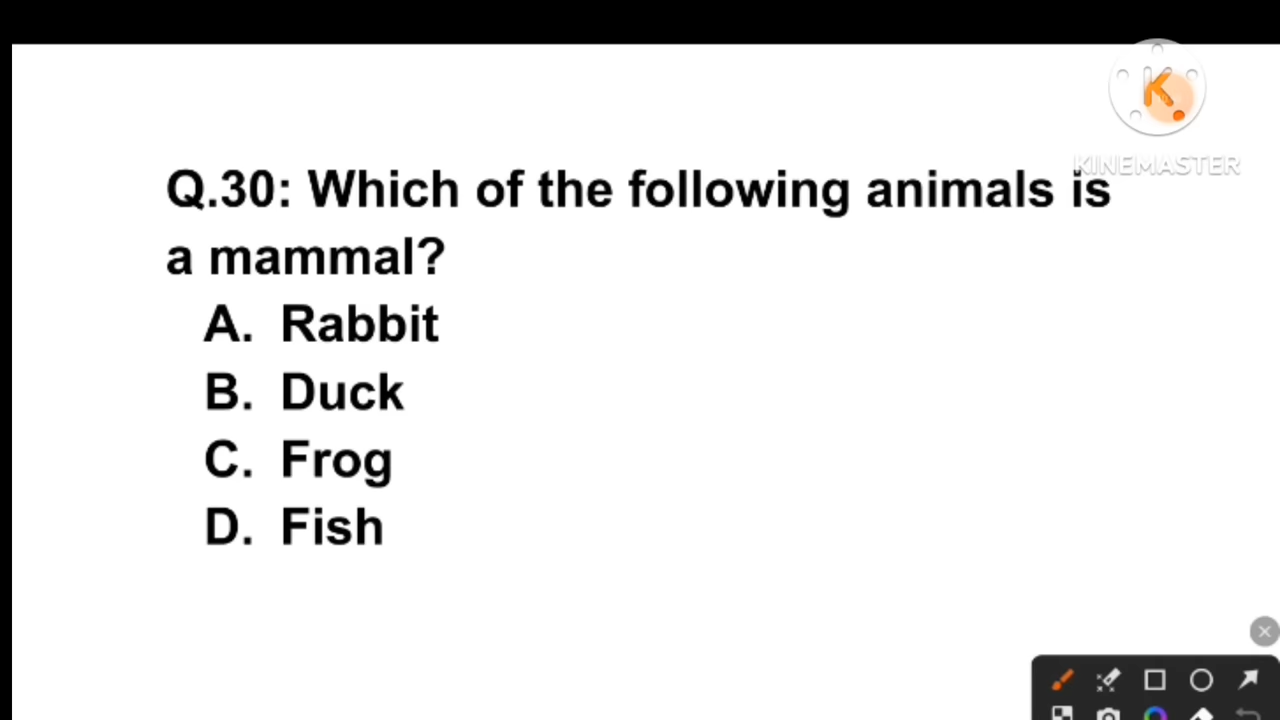 KINEMASTER
Q.30: Which of the following animals is
a mammal?
A. Rabbit
B. Duck
C. Frog
D. Fish